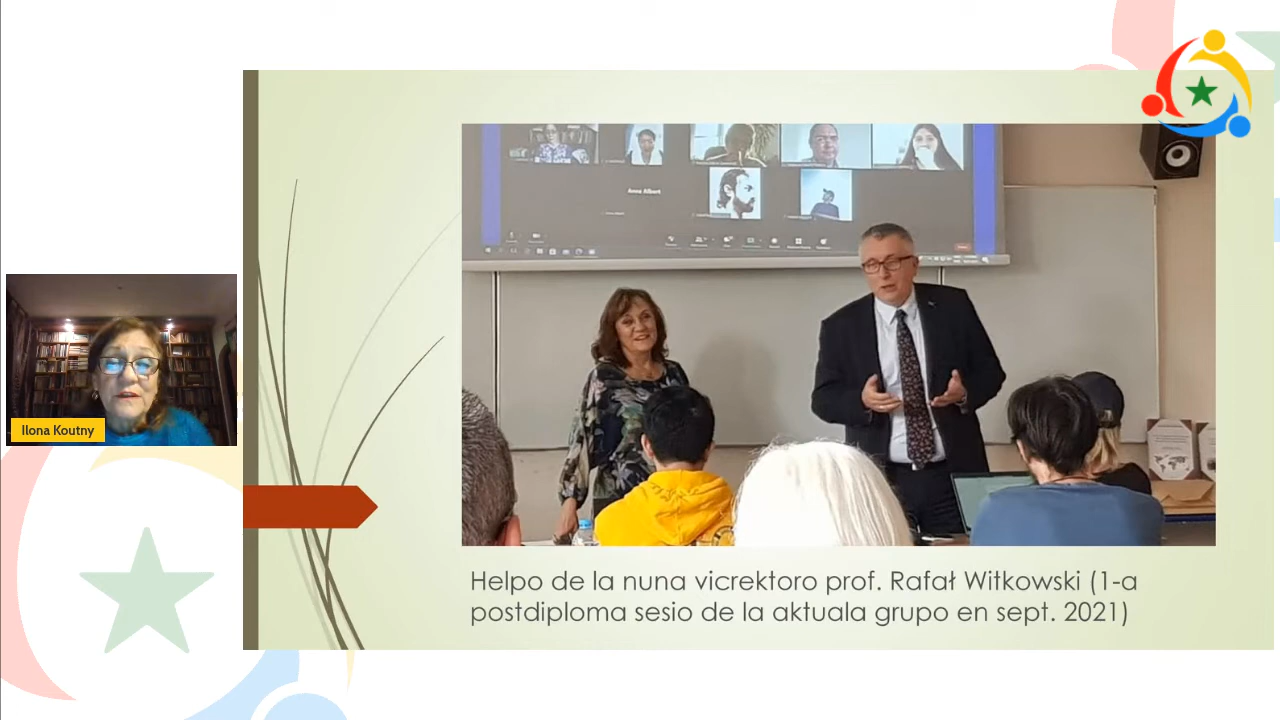 Anna Albert
Ilona Koutny
Helpo de la nuna vicrektoro prof. Rafał Witkowski (1-a
postdiploma sesio de la aktuala grupo en sept. 2021)